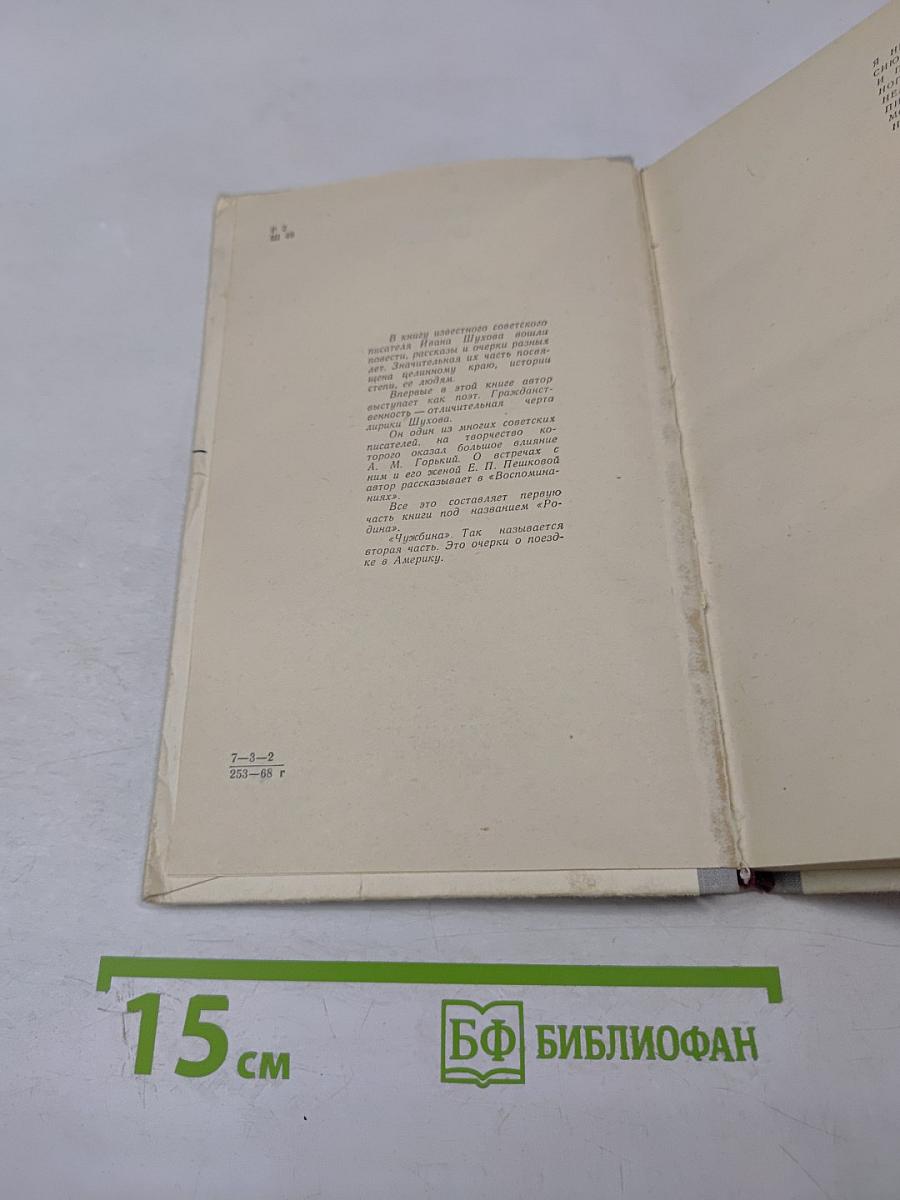 Р 2
Ш 98
В книгу известного советского
писателя Ивана Шухова вошли
повести, рассказы и очерки разных
лет. Значительная их часть посвя-
щена целинному краю, истории
степи, ее людям.
Впервые в этой книге автор
выступает как поэт. Гражданст-
венность — отличительная черта
лирики Шухова.
Он один из многих советских
писателей, на творчество ко-
торого оказал большое влияние
А. М. Горький. О встречах с
ним и его женой Е. П. Пешковой
автор рассказывает в «Воспомина-
ниях».
Все это составляет первую
часть книги под названием «Ро-
дина».
«Чужбина». Так называется
вторая часть. Это очерки о поезд-
ке в Америку.
7—3—2
253—68 г
Я
СИЮ
И
15 см
БФ БИБЛИОФАН